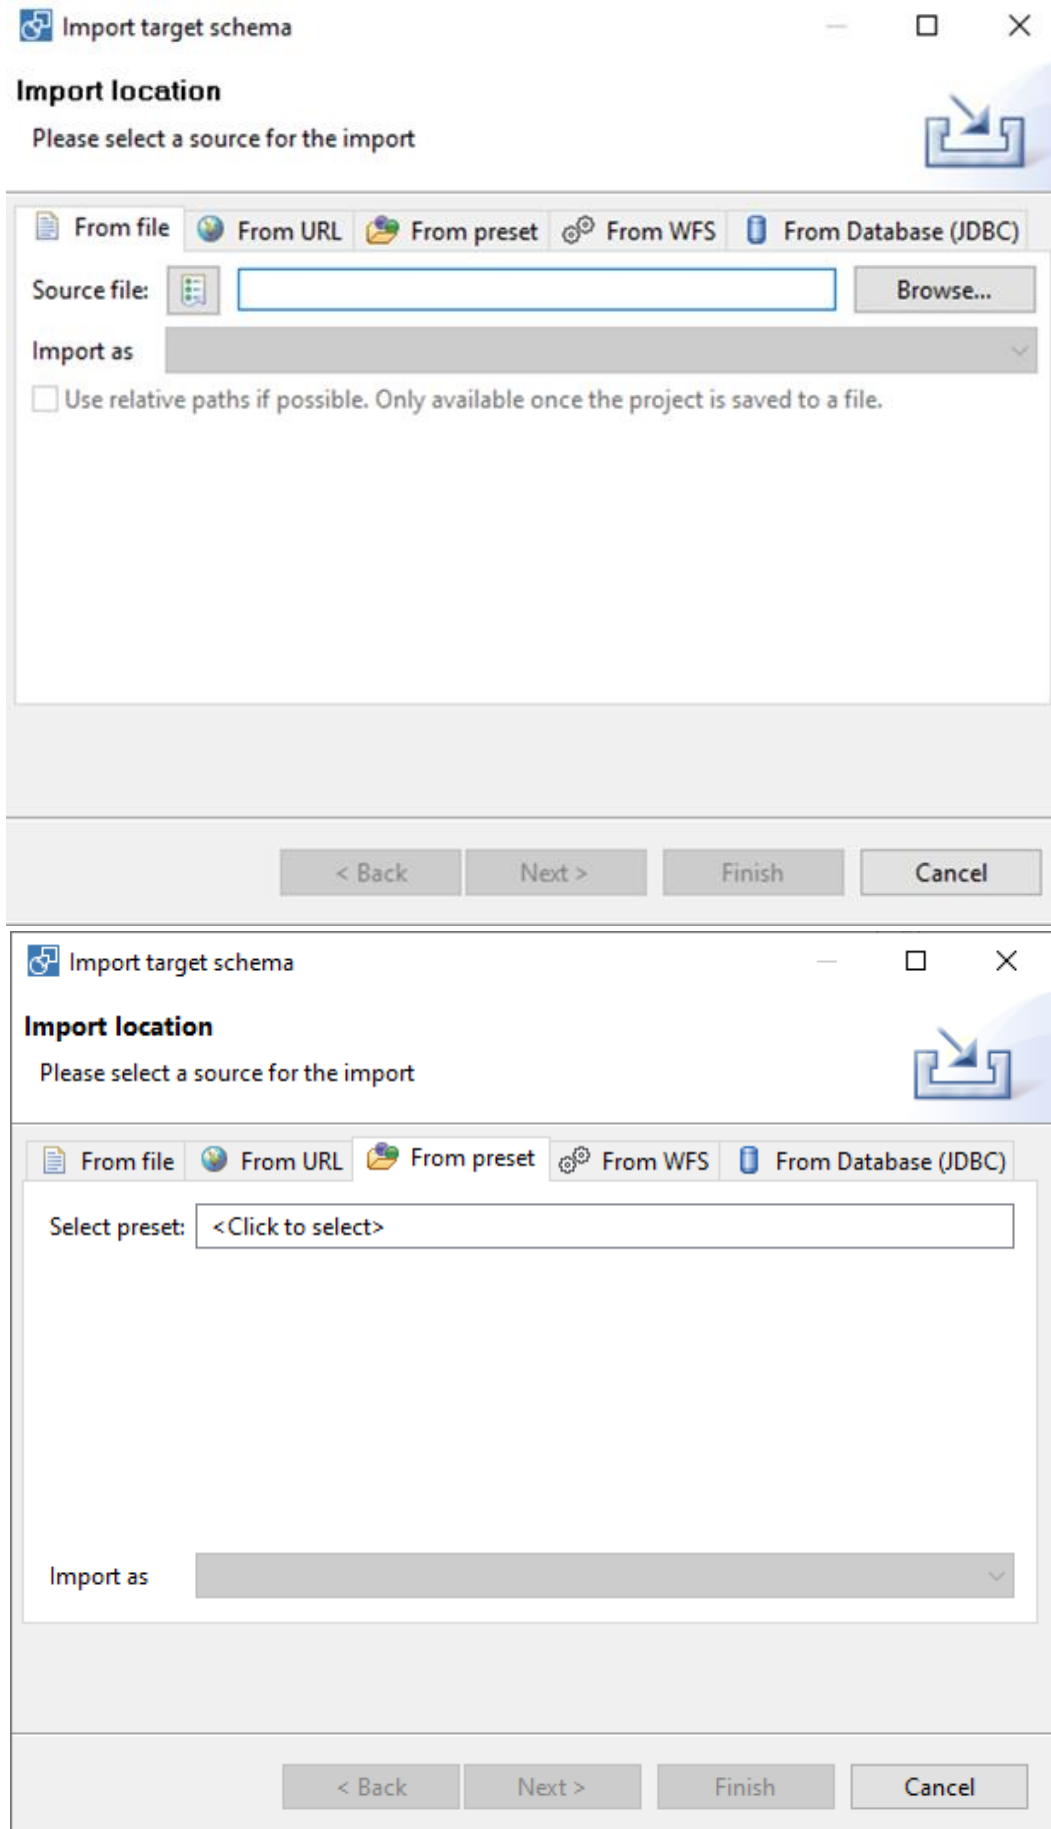 Import target schema
Import location
Please select a source for the import
From file From URL From preset From WFS From Database (JDBC)
Source file: Browse...
Import as
Use relative paths if possible. Only available once the project is saved to a file.
< Back Next > Finish Cancel
Import target schema
Import location
Please select a source for the import
From file From URL From preset From WFS From Database (JDBC)
Select preset: <Click to select>
Import as
< Back Next > Finish Cancel